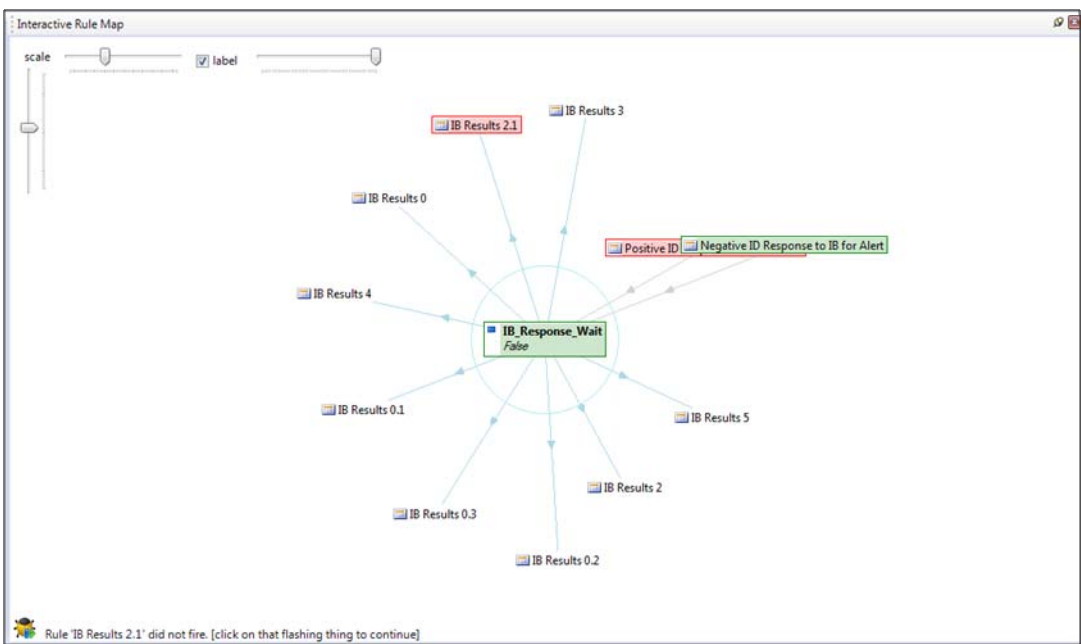 Interactive Rule Map
scale
label
IB Results 3
IB Results 2.1
IB Results 0
Positive ID
Negative ID Response to IB for Alert
IB Results 4
IB_Response_Wait
False
IB Results 0.1
IB Results 5
IB Results 2
IB Results 0.3
IB Results 0.2
Rule 'IB Results 2.1' did not fire. [click on that flashing thing to continue]